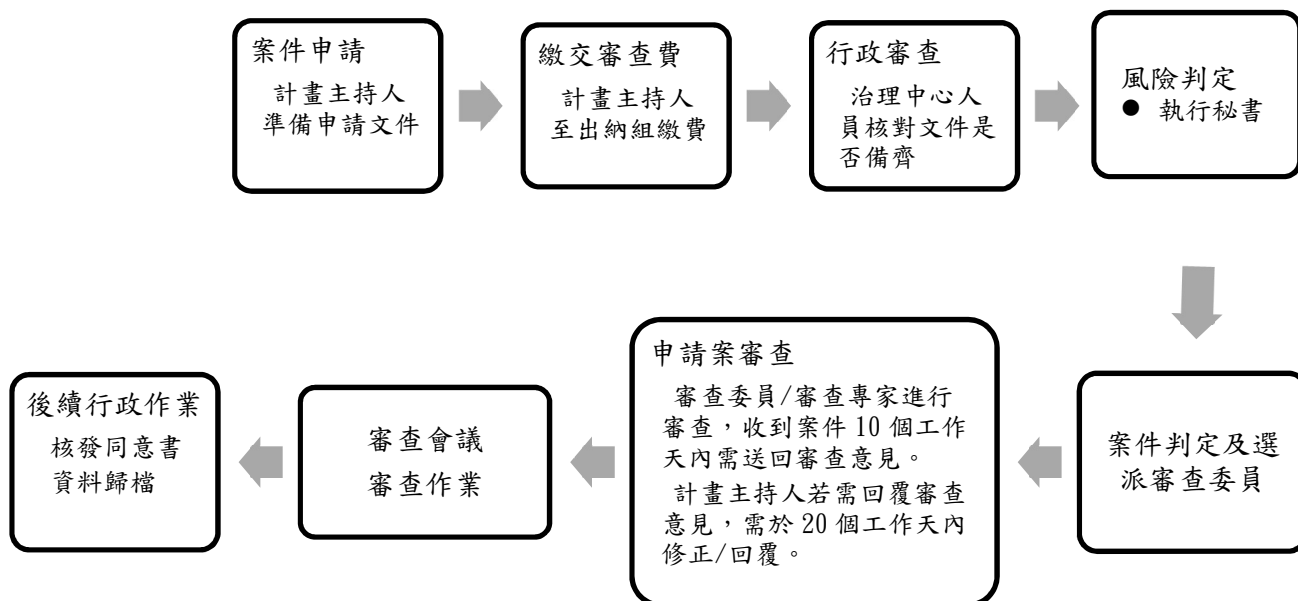 案件申請
計畫主持人
準備申請文件
繳交審查費
計畫主持人
至出納組繳費
行政審查
治理中心人
員核對文件是
否備齊
風險判定
● 執行秘書
案件判定及選
派審查委員
申請案審查
審查委員/審查專家進行
審查，收到案件 10 個工作
天內需送回審查意見。
計畫主持人若需回覆審查
意見，需於 20 個工作天內
修正/回覆。
審查會議
審查作業
後續行政作業
核發同意書
資料歸檔